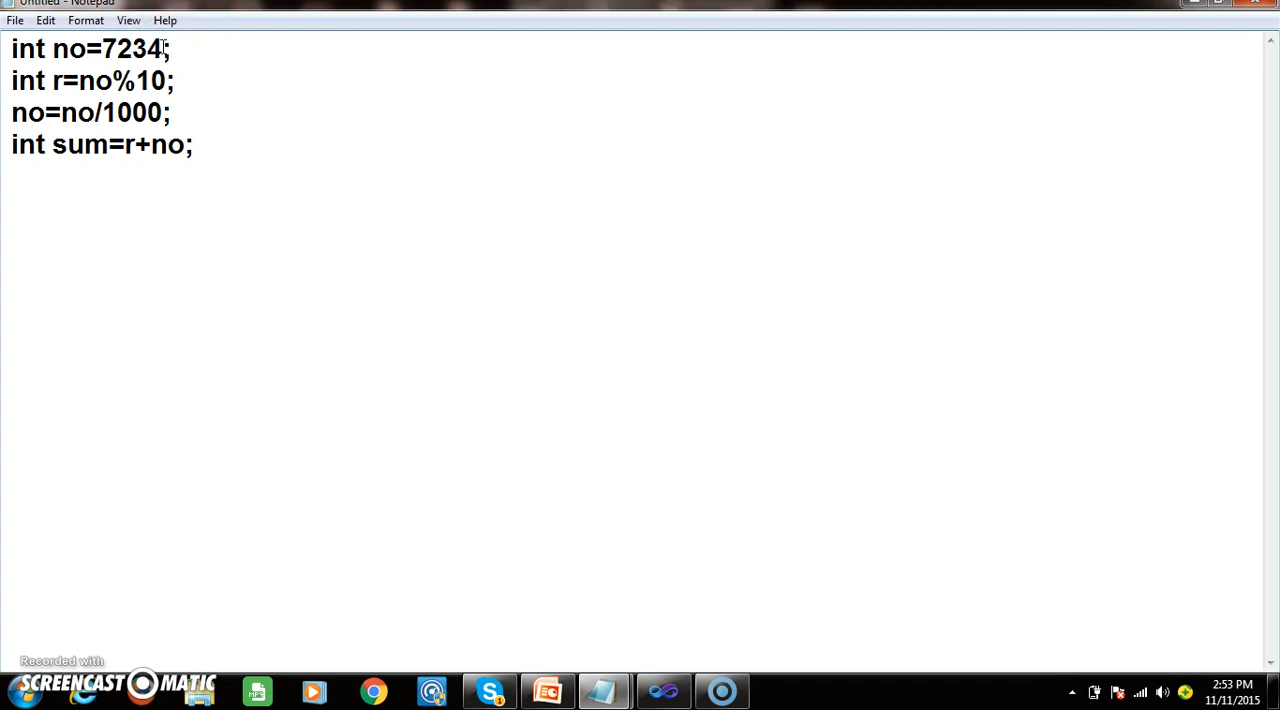 Untitled - Notepad
File Edit Format View Help
int no=7234;
int r=no%10;
no=no/1000;
int sum=r+no;
Recorded with
SCREENCAST MATIC
2:53 PM
11/11/2015